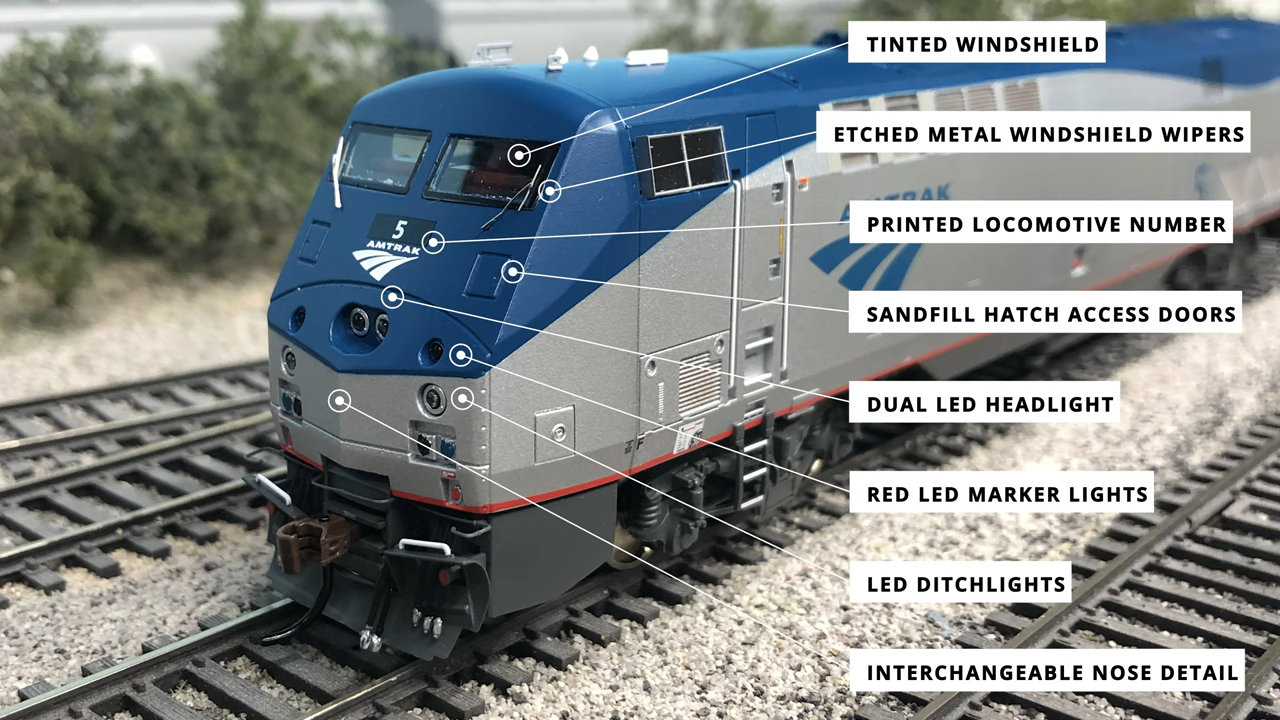 TINTED WINDSHIELD
ETCHED METAL WINDSHIELD WIPERS
PRINTED LOCOMOTIVE NUMBER
SANDFILL HATCH ACCESS DOORS
DUAL LED HEADLIGHT
RED LED MARKER LIGHTS
LED DITCHLIGHTS
INTERCHANGEABLE NOSE DETAIL
5
AMTRAK
AMTRAK
F